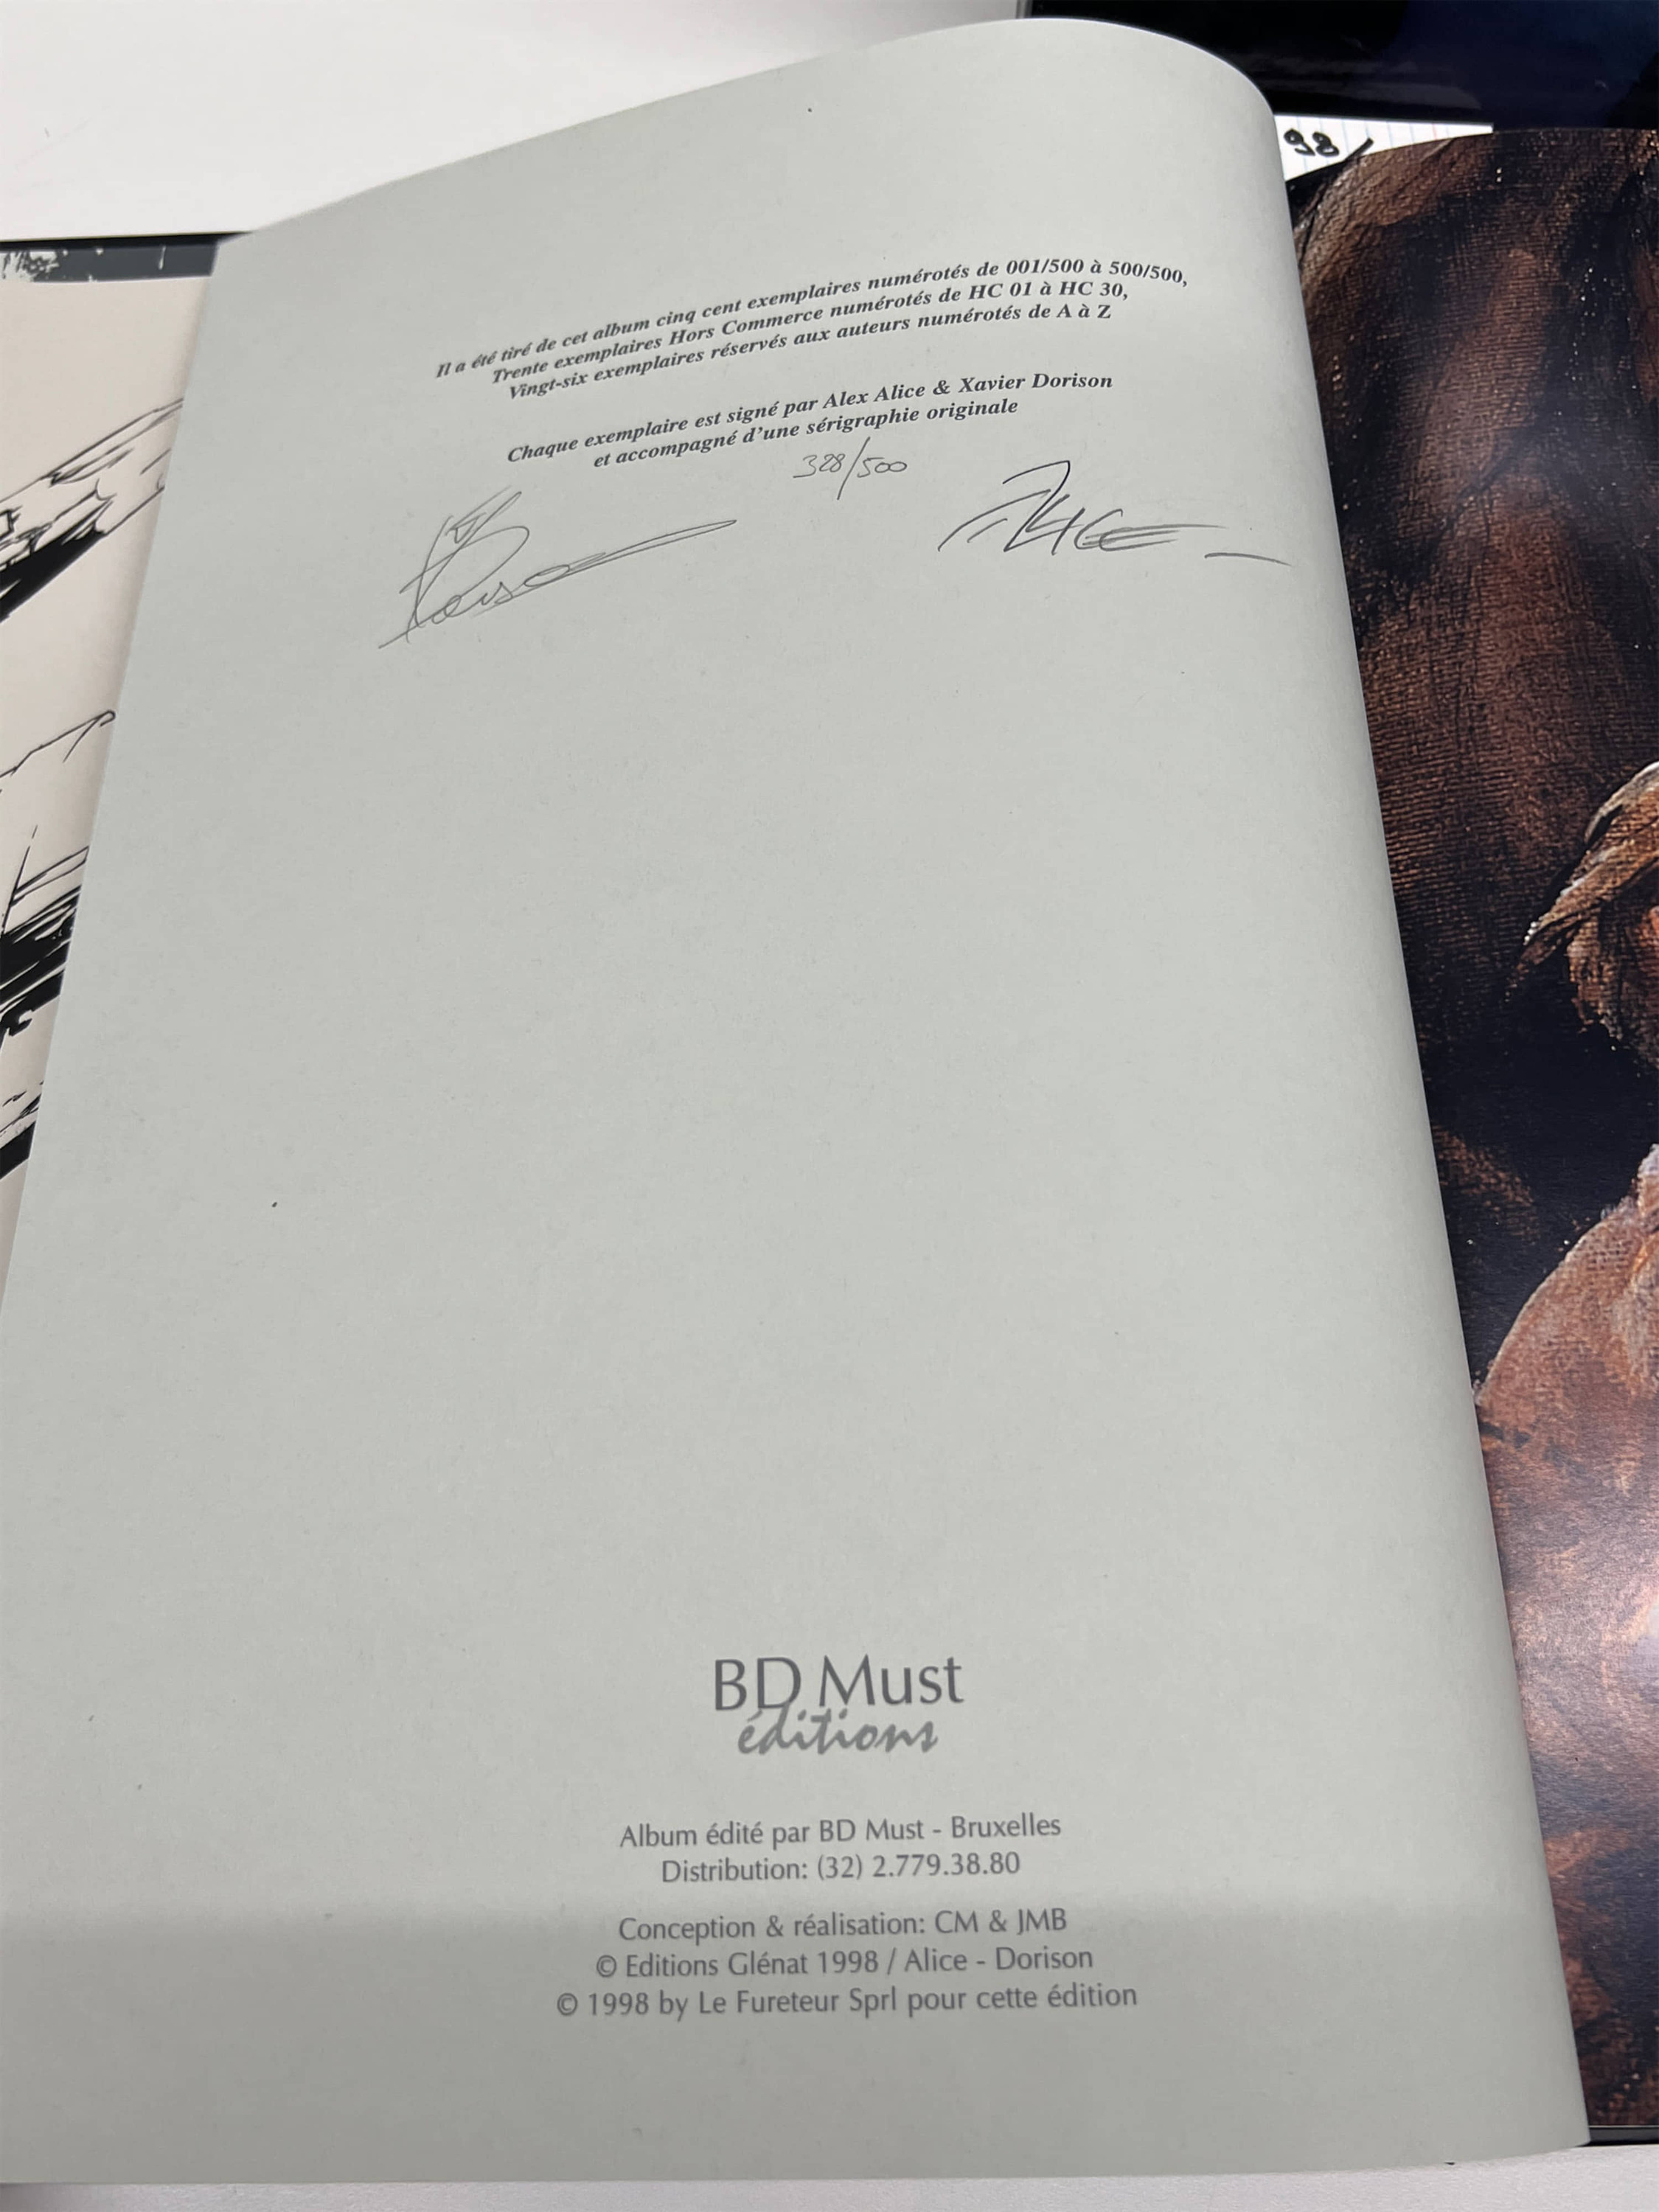 98/
Il a été tiré de cet album cinq cent exemplaires numérotés de 001/500 à 500/500,
Trente exemplaires Hors Commerce numérotés de HC 01 à HC 30,
Vingt-six exemplaires réservés aux auteurs numérotés de A à Z
Chaque exemplaire est signé par Alex Alice & Xavier Dorison
et accompagné d'une sérigraphie originale
328/500
ALICE
BD Must
éditions
Album édité par BD Must - Bruxelles
Distribution: (32) 2.779.38.80
Conception & réalisation: CM & JMB
© Editions Glénat 1998 / Alice - Dorison
© 1998 by Le Fureteur Sprl pour cette édition